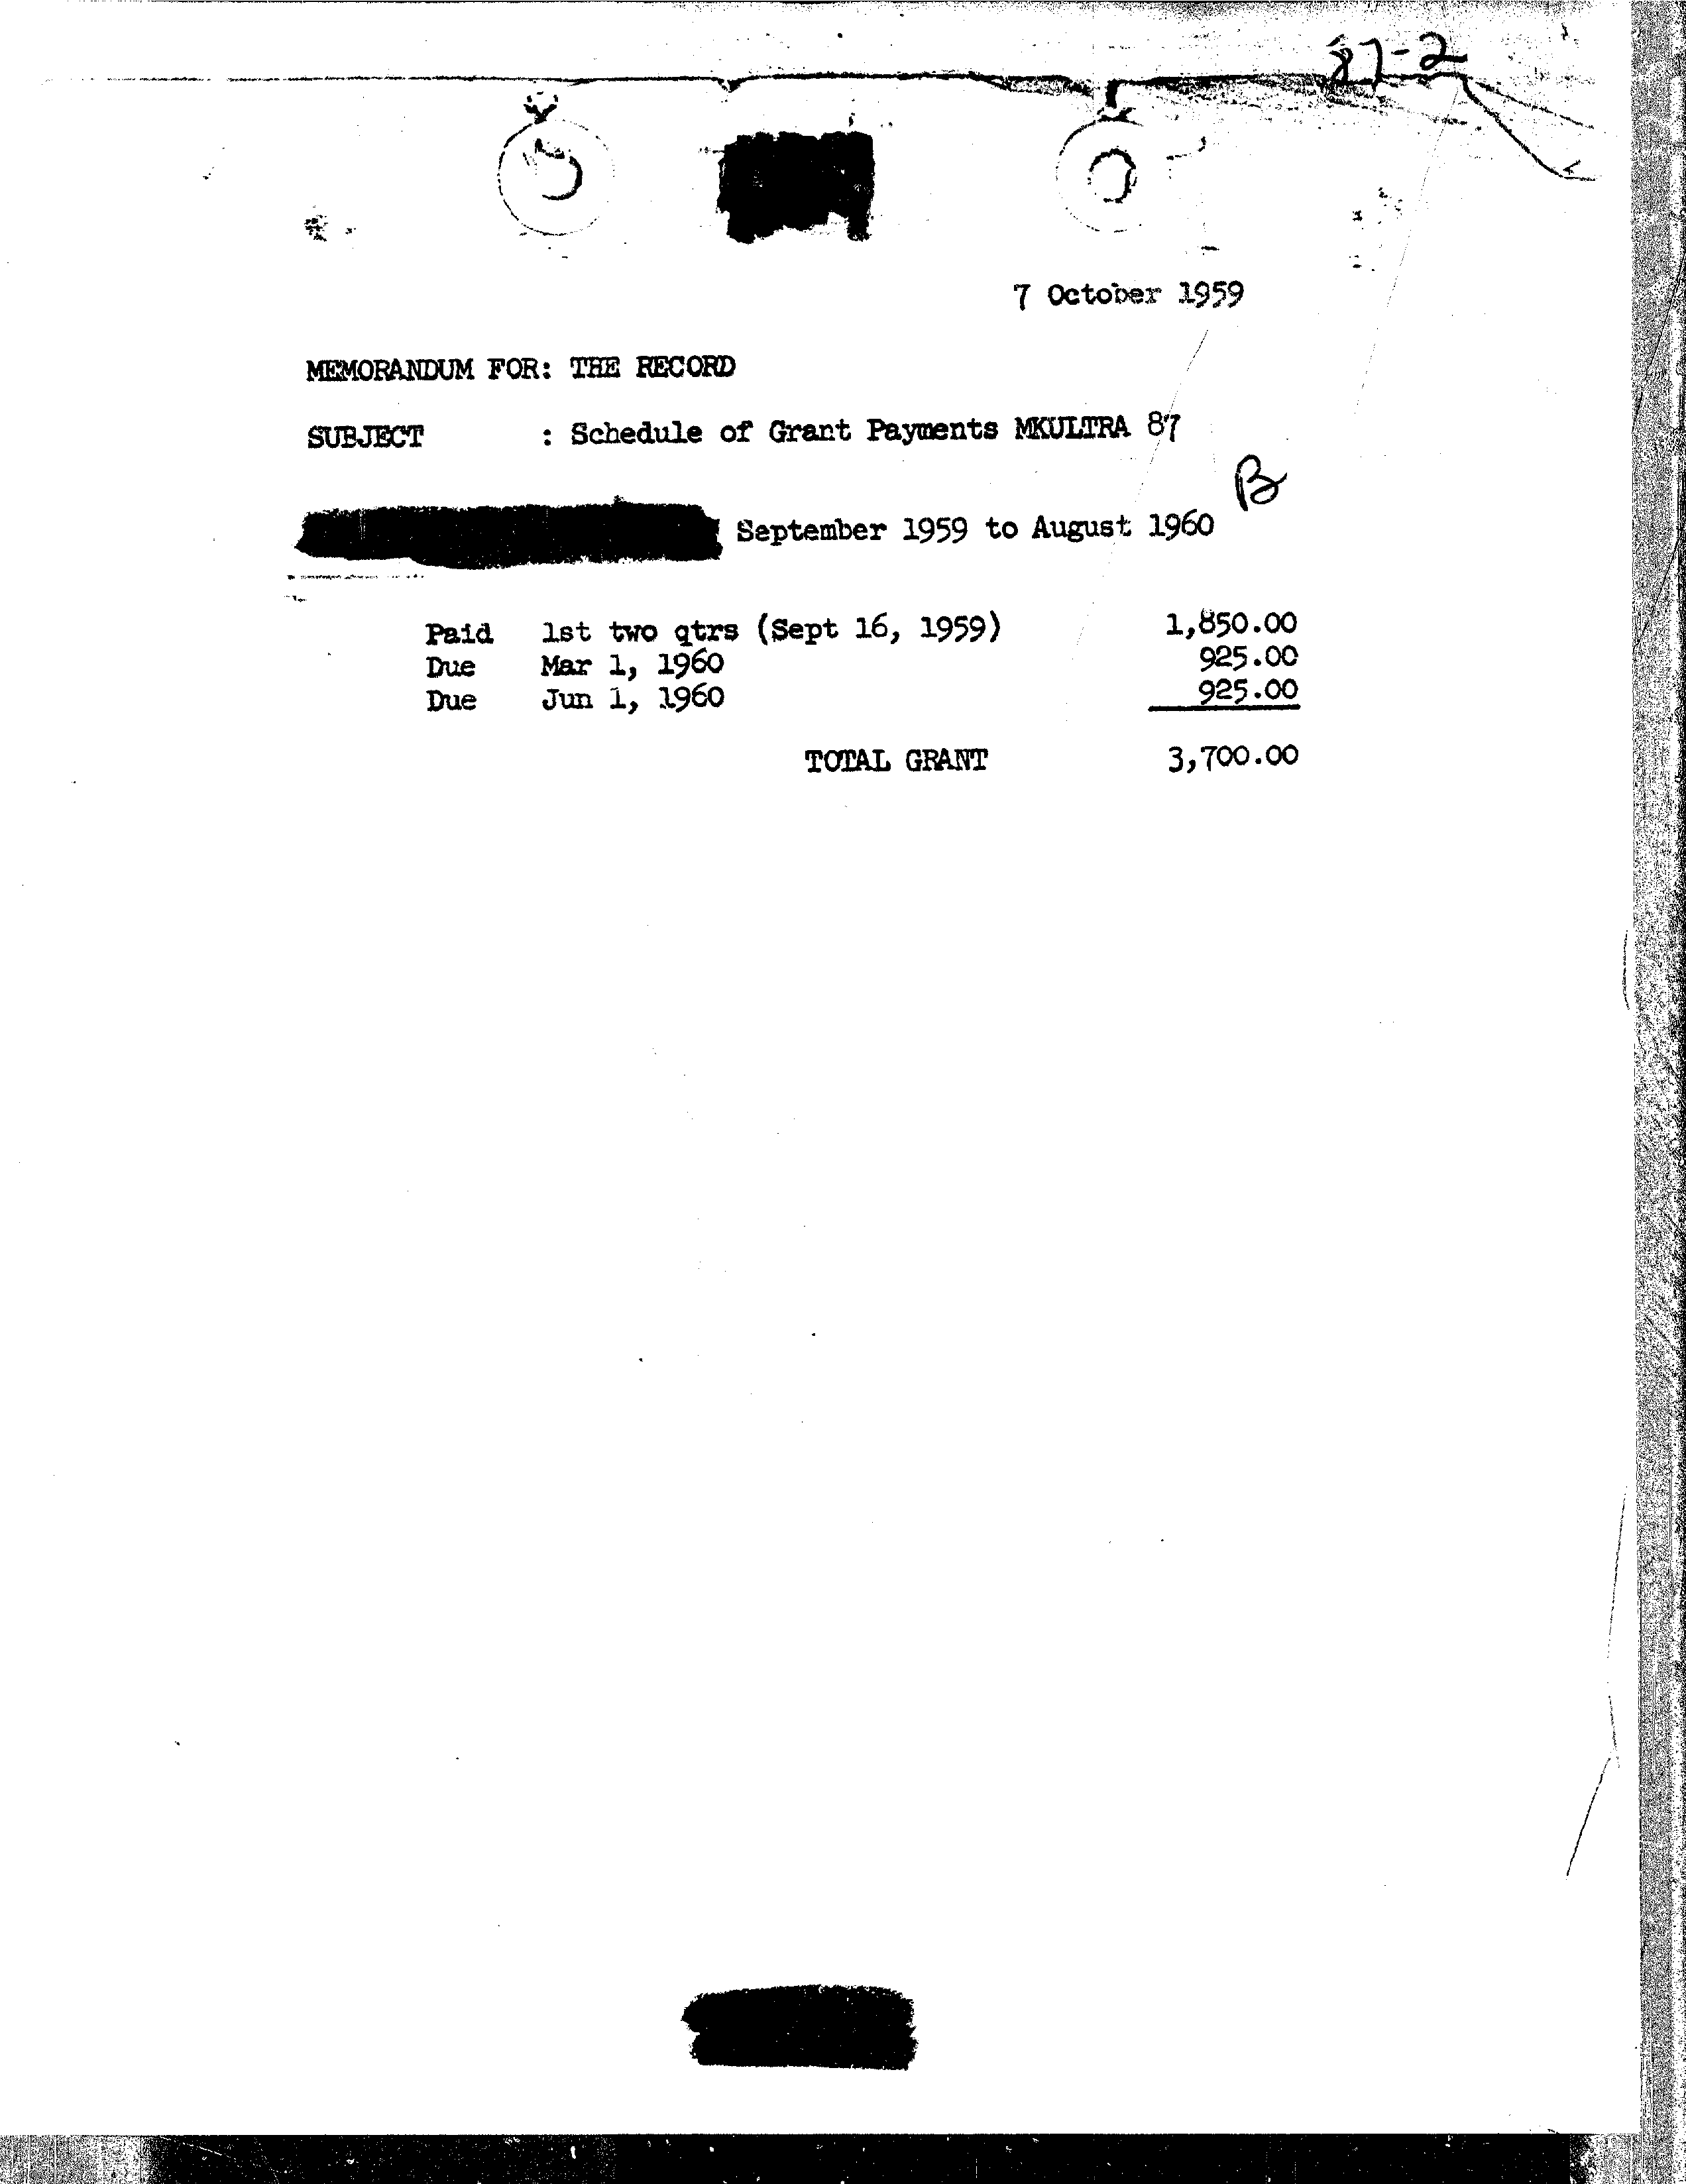 87-2
7 October 1959
MEMORANDUM FOR: THE RECORD
SUBJECT : Schedule of Grant Payments MKULTRA 87
B
September 1959 to August 1960
Paid 1st two qtrs (Sept 16, 1959) 1,850.00
Due Mar 1, 1960 925.00
Due Jun 1, 1960 925.00
TOTAL GRANT 3,700.00